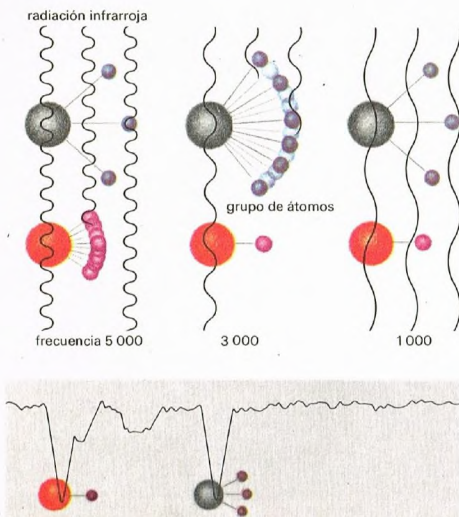 radiación infrarroja
grupo de átomos
frecuencia 5 000
3 000
1 000